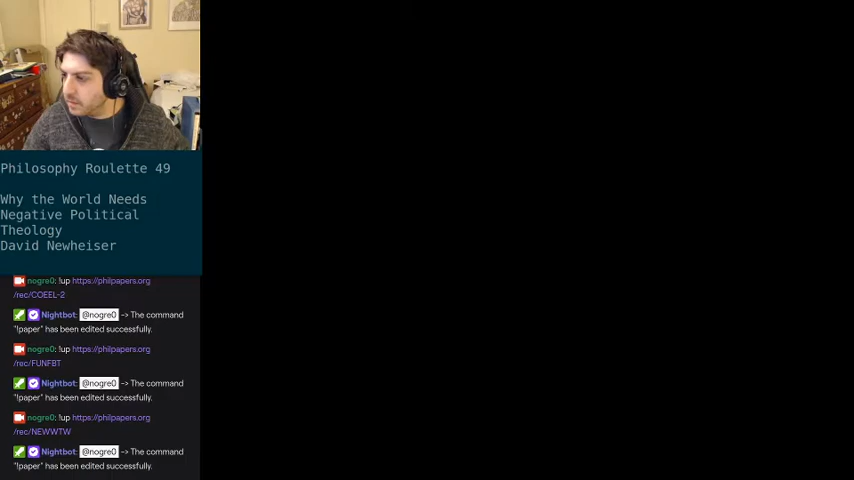 Philosophy Roulette 49
Why the World Needs
Negative Political
Theology
David Newheiser
nogre0: !up https://philpapers.org
/rec/COEEL-2
Nightbot: @nogre0 -> The command
"!paper" has been edited successfully.
nogre0: !up https://philpapers.org
/rec/FUNFBT
Nightbot: @nogre0 -> The command
"!paper" has been edited successfully.
nogre0: !up https://philpapers.org
/rec/NEWWTW
Nightbot: @nogre0 -> The command
"!paper" has been edited successfully.